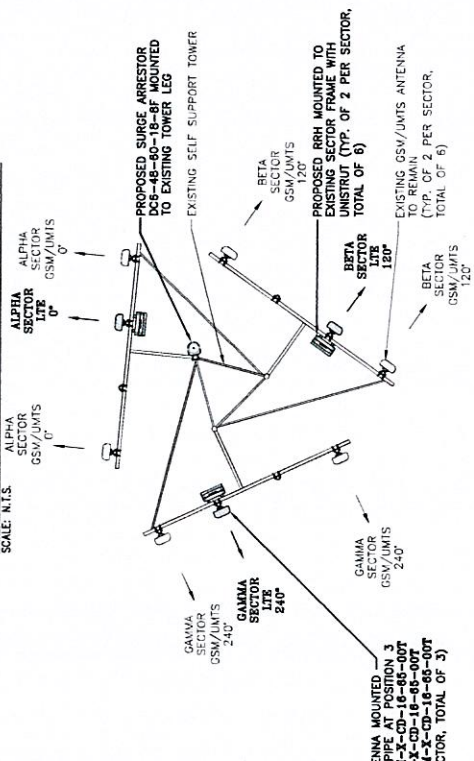 SCALE: N.T.S.
ALPHA
SECTOR
GSM/UMTS
0°
ALPHA
SECTOR
LTE
0°
ALPHA
SECTOR
GSM/UMTS
0°
PROPOSED SURGE ARRESTOR
DC6-48-60-18-8F MOUNTED
TO EXISTING TOWER LEG
EXISTING SELF SUPPORT TOWER
BETA
SECTOR
GSM/UMTS
120°
PROPOSED RRH MOUNTED TO
EXISTING SECTOR FRAME WITH
UNISTRUT (TYP. OF 2 PER SECTOR,
TOTAL OF 6)
BETA
SECTOR
LTE
120°
EXISTING GSM/UMTS ANTENNA
TO REMAIN
(TYP. OF 2 PER SECTOR,
TOTAL OF 6)
BETA
SECTOR
GSM/UMTS
120°
GAMMA
SECTOR
GSM/UMTS
240°
GAMMA
SECTOR
LTE
240°
GAMMA
SECTOR
GSM/UMTS
240°
MOUNTED
PIPE AT POSITION 3
-X-CD-16-65-00T
-X-CD-16-65-00T
-X-CD-16-65-00T
TOTAL OF 3)